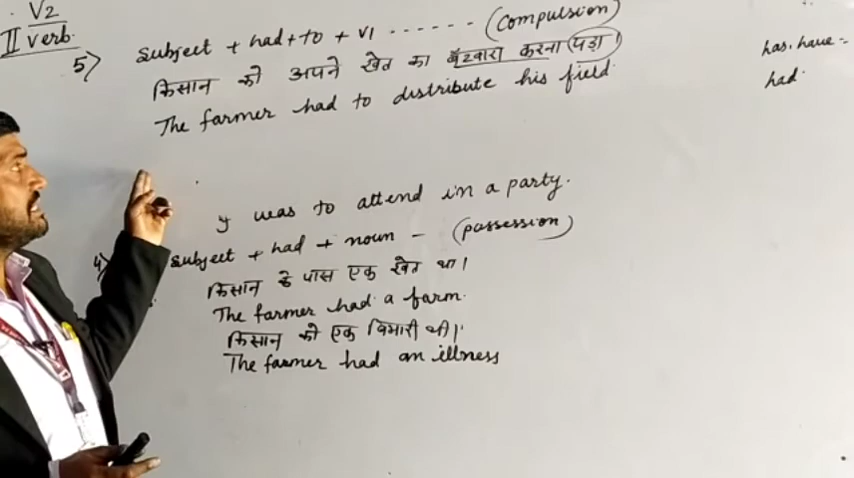 V2
II verb.
5) Subject + had + to + V1 ...... (Compulsion)
किसान को अपने खेत का बँटवारा करना पड़ा।
The farmer had to distribute his field.
has, have =
had.
I was to attend in a party.
4) Subject + had + noun - (possession)
किसान के पास एक खेत था।
The farmer had a farm.
किसान को एक बिमारी थी।
The farmer had an illness